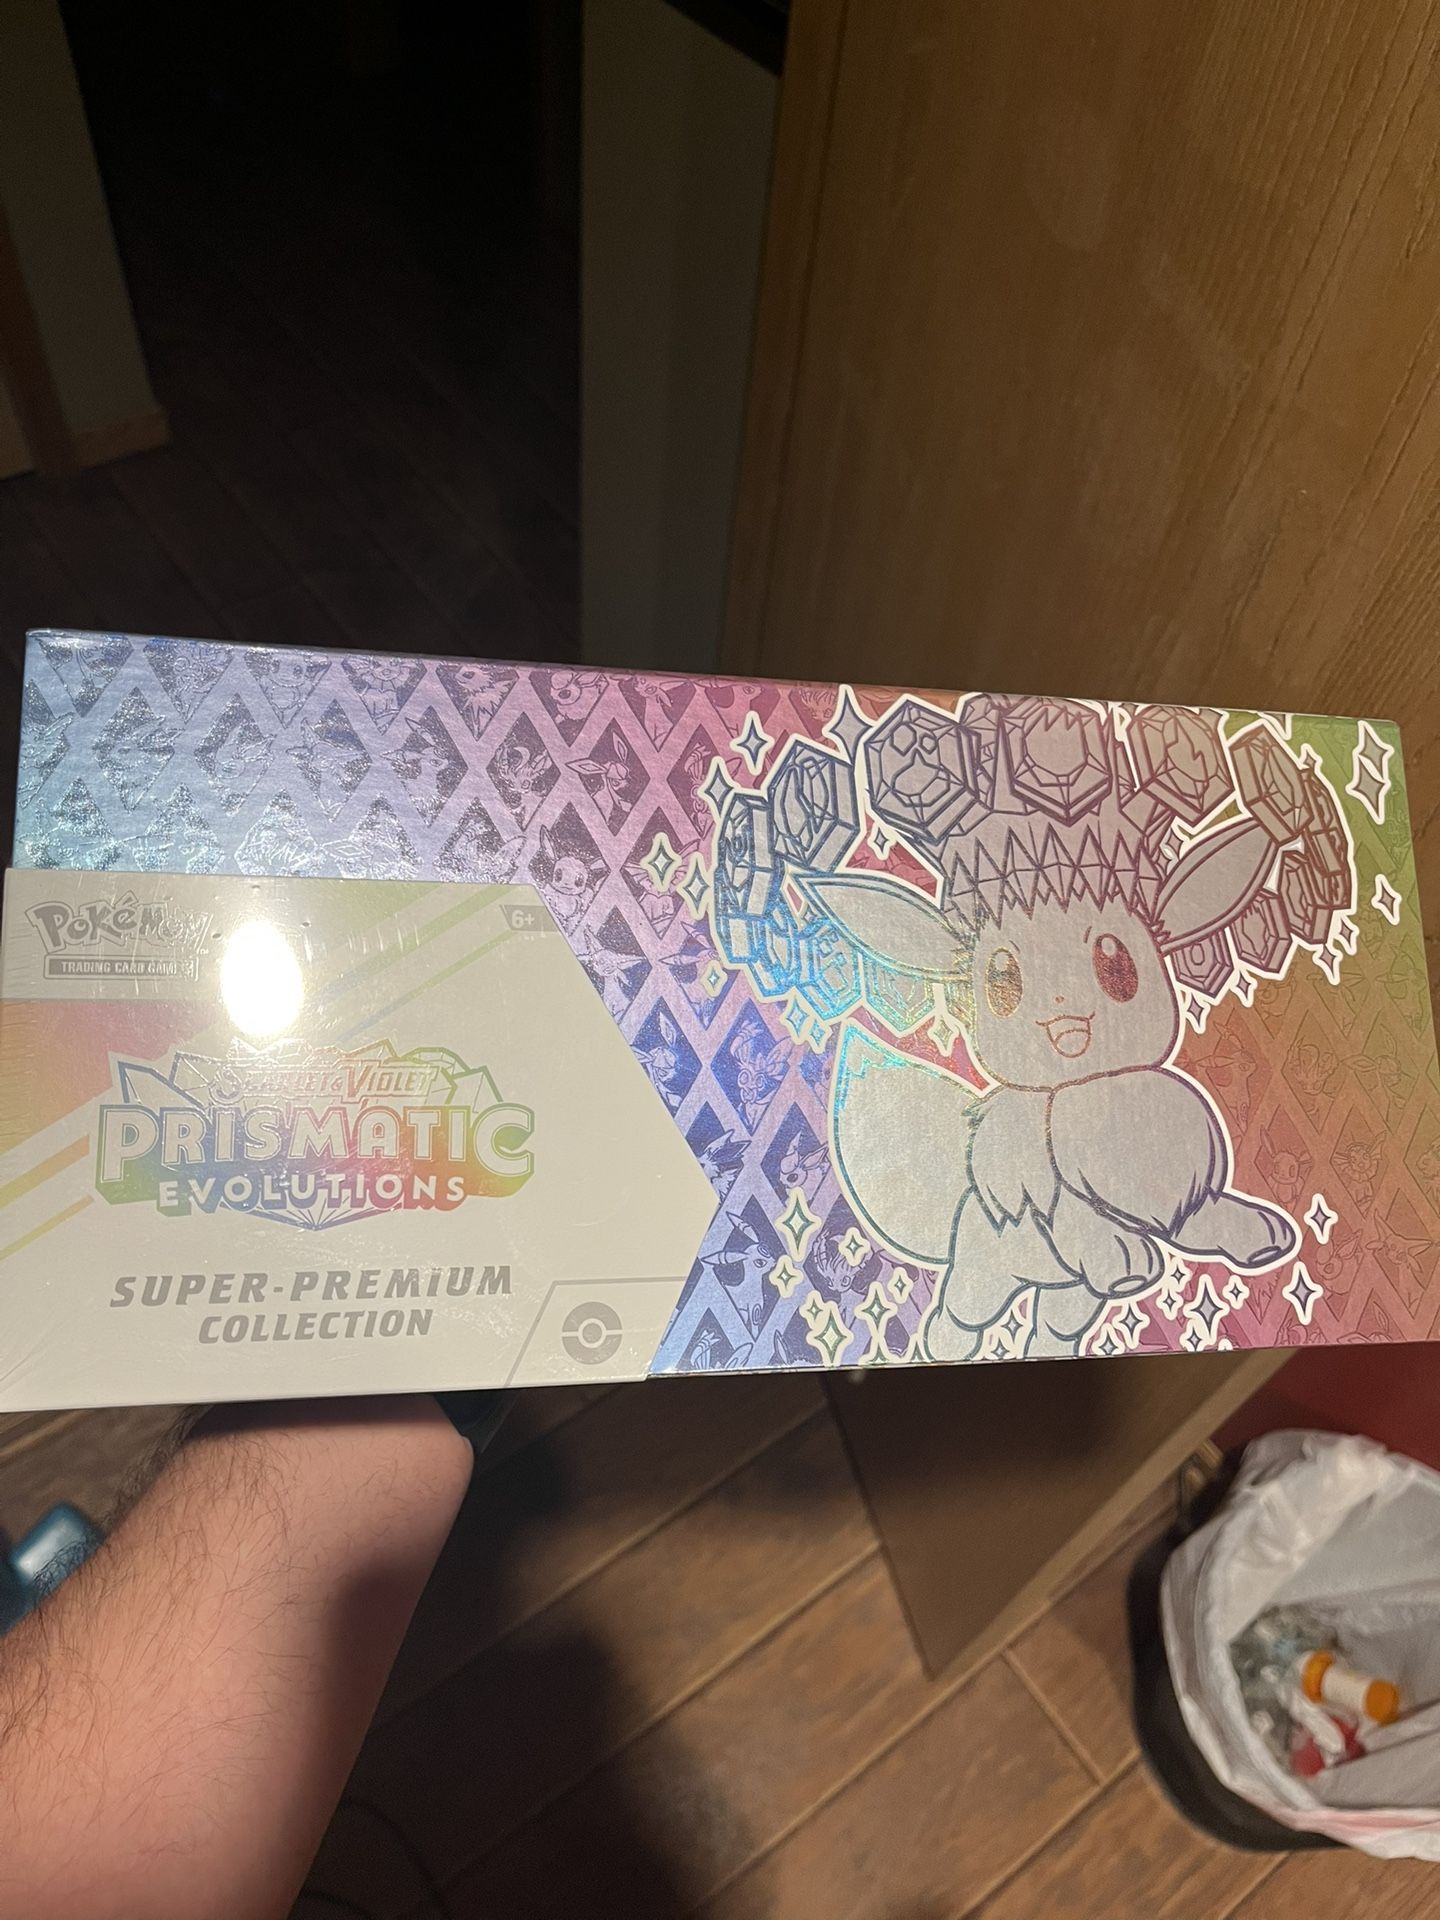 POKéMON
TRADING CARD GAME
6+
SCARLET & VIOLET
PRISMATIC
EVOLUTIONS
SUPER-PREMIUM
COLLECTION